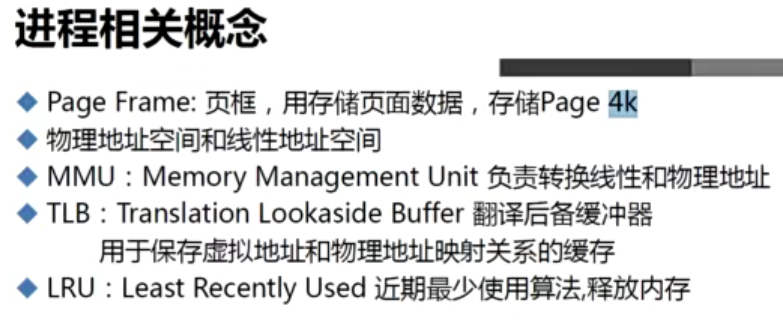 进程相关概念
Page Frame: 页框，用存储页面数据，存储Page 4k
物理地址空间和线性地址空间
MMU：Memory Management Unit 负责转换线性和物理地址
TLB：Translation Lookaside Buffer 翻译后备缓冲器
用于保存虚拟地址和物理地址映射关系的缓存
LRU：Least Recently Used 近期最少使用算法,释放内存